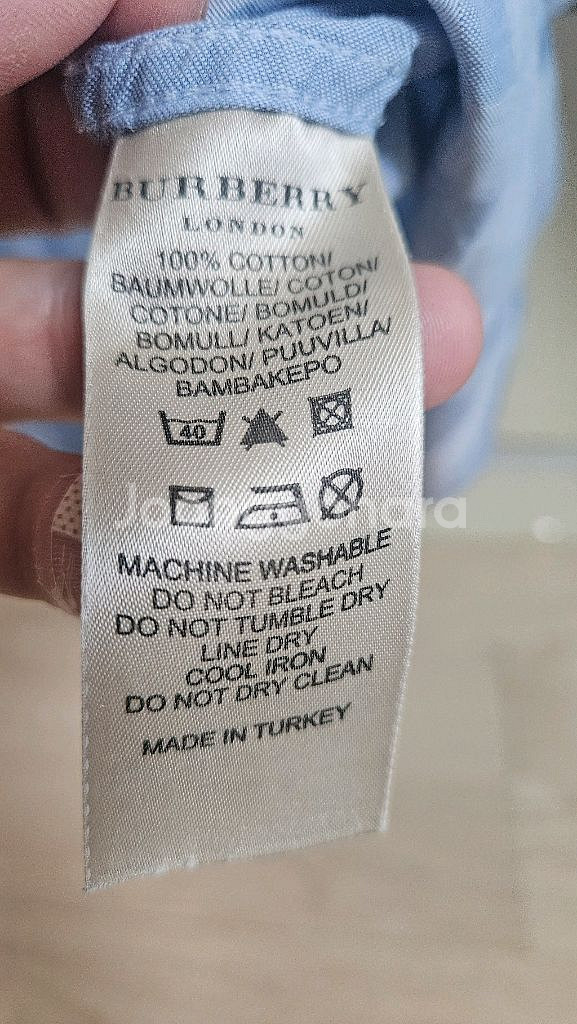 BURBERRY
LONDON
100% COTTON/
BAUMWOLLE/ COTON/
COTONE/ BOMULD/
BOMULL/ KATOEN/
ALGODON/ PUUVILLA/
BAMBAKEPO
40
MACHINE WASHABLE
DO NOT BLEACH
DO NOT TUMBLE DRY
LINE DRY
COOL IRON
DO NOT DRY CLEAN
MADE IN TURKEY